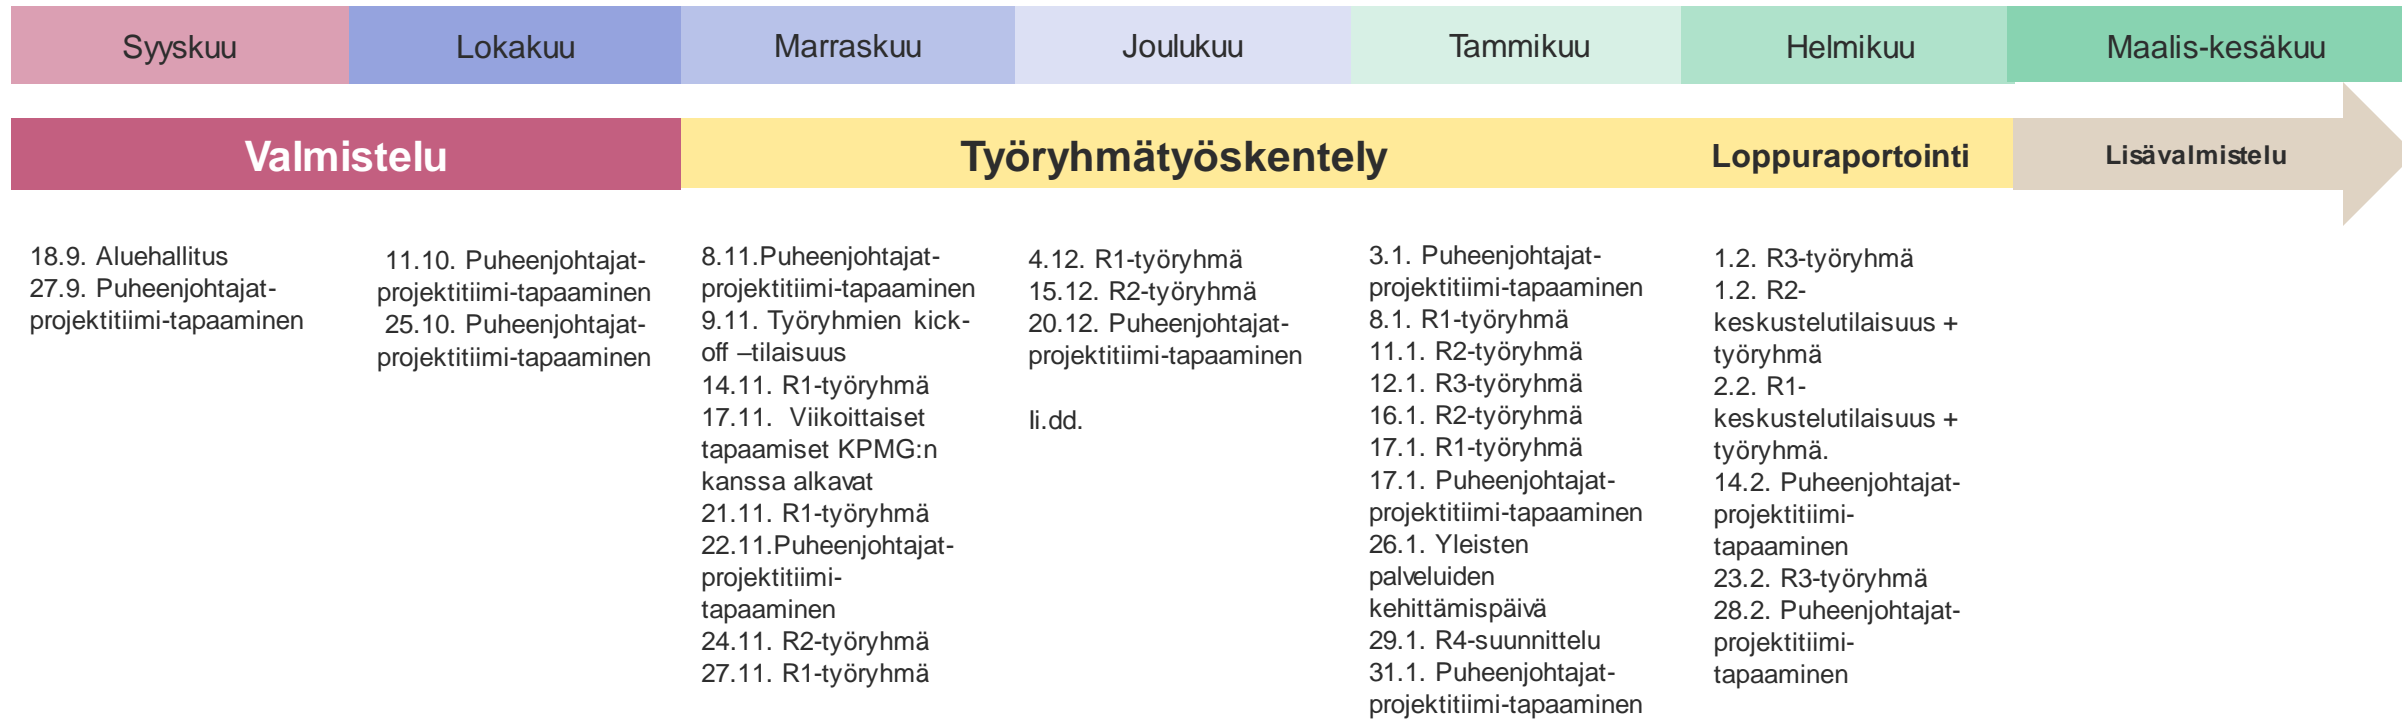 Syyskuu
Lokakuu
Marraskuu
Joulukuu
Tammikuu
Helmikuu
Maalis-kesäkuu
Valmistelu
Työryhmätyöskentely
Loppuraportointi
Lisävalmistelu
18.9. Aluehallitus
27.9. Puheenjohtajat-
projektitiimi-tapaaminen
11.10. Puheenjohtajat-
projektitiimi-tapaaminen
25.10. Puheenjohtajat-
projektitiimi-tapaaminen
8.11.Puheenjohtajat-
projektitiimi-tapaaminen
9.11. Työryhmien kick-
off –tilaisuus
14.11. R1-työryhmä
17.11. Viikoittaiset
tapaamiset KPMG:n
kanssa alkavat
21.11. R1-työryhmä
22.11.Puheenjohtajat-
projektitiimi-
tapaaminen
24.11. R2-työryhmä
27.11. R1-työryhmä
4.12. R1-työryhmä
15.12. R2-työryhmä
20.12. Puheenjohtajat-
projektitiimi-tapaaminen
li.dd.
3.1. Puheenjohtajat-
projektitiimi-tapaaminen
8.1. R1-työryhmä
11.1. R2-työryhmä
12.1. R3-työryhmä
16.1. R2-työryhmä
17.1. R1-työryhmä
17.1. Puheenjohtajat-
projektitiimi-tapaaminen
26.1. Yleisten
palveluiden
kehittämispäivä
29.1. R4-suunnittelu
31.1. Puheenjohtajat-
projektitiimi-tapaaminen
1.2. R3-työryhmä
1.2. R2-
keskustelutilaisuus +
työryhmä
2.2. R1-
keskustelutilaisuus +
työryhmä.
14.2. Puheenjohtajat-
projektitiimi-
tapaaminen
23.2. R3-työryhmä
28.2. Puheenjohtajat-
projektitiimi-
tapaaminen